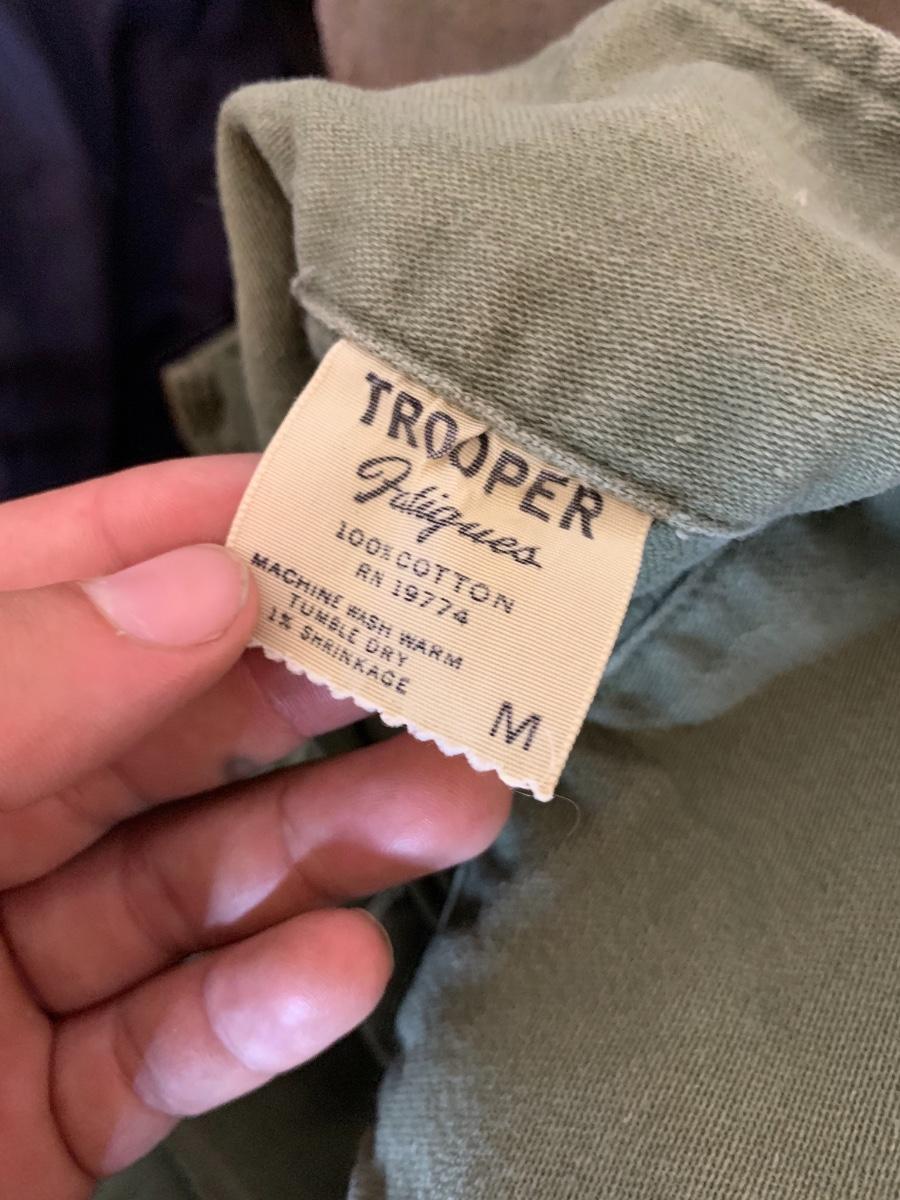 TROOPER
Fatigues
100% COTTON
RN 19774
MACHINE WASH WARM
TUMBLE DRY
1% SHRINKAGE
M